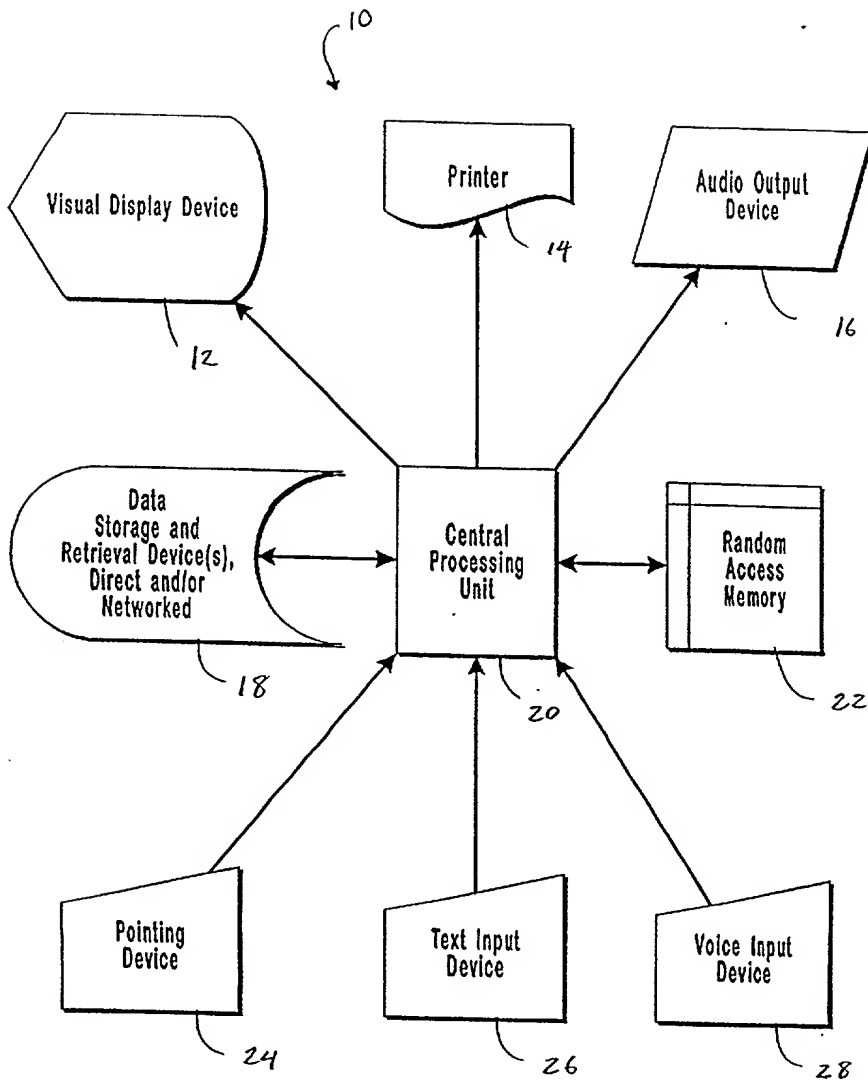 10
Visual Display Device
12
Printer
14
Audio Output
Device
16
Data
Storage and
Retrieval Device(s),
Direct and/or
Networked
18
Central
Processing
Unit
20
Random
Access
Memory
22
Pointing
Device
24
Text Input
Device
26
Voice Input
Device
28